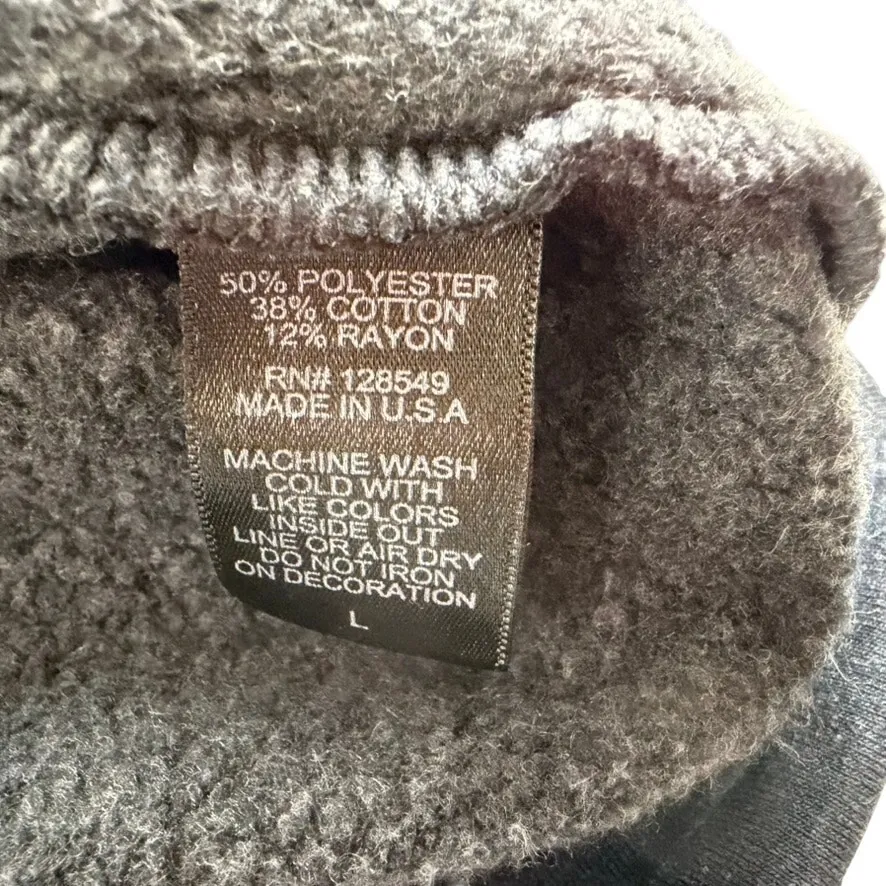 50% POLYESTER
38% COTTON
12% RAYON
RN# 128549
MADE IN U.S.A
MACHINE WASH
COLD WITH
LIKE COLORS
INSIDE OUT
LINE OR AIR DRY
DO NOT IRON
ON DECORATION
L